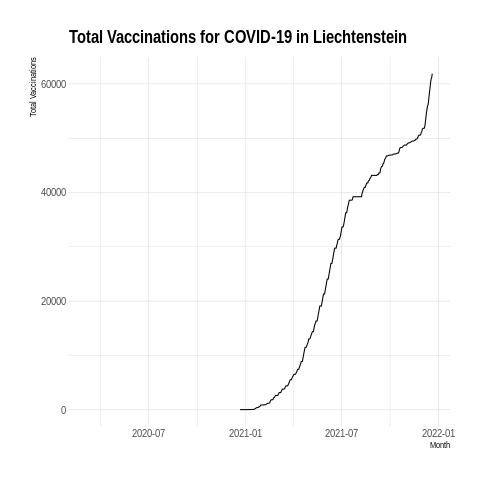 Total Vaccinations for COVID-19 in Liechtenstein
Total Vaccinations
60000
40000
20000
0
2020-07
2021-01
2021-07
2022-01
Month